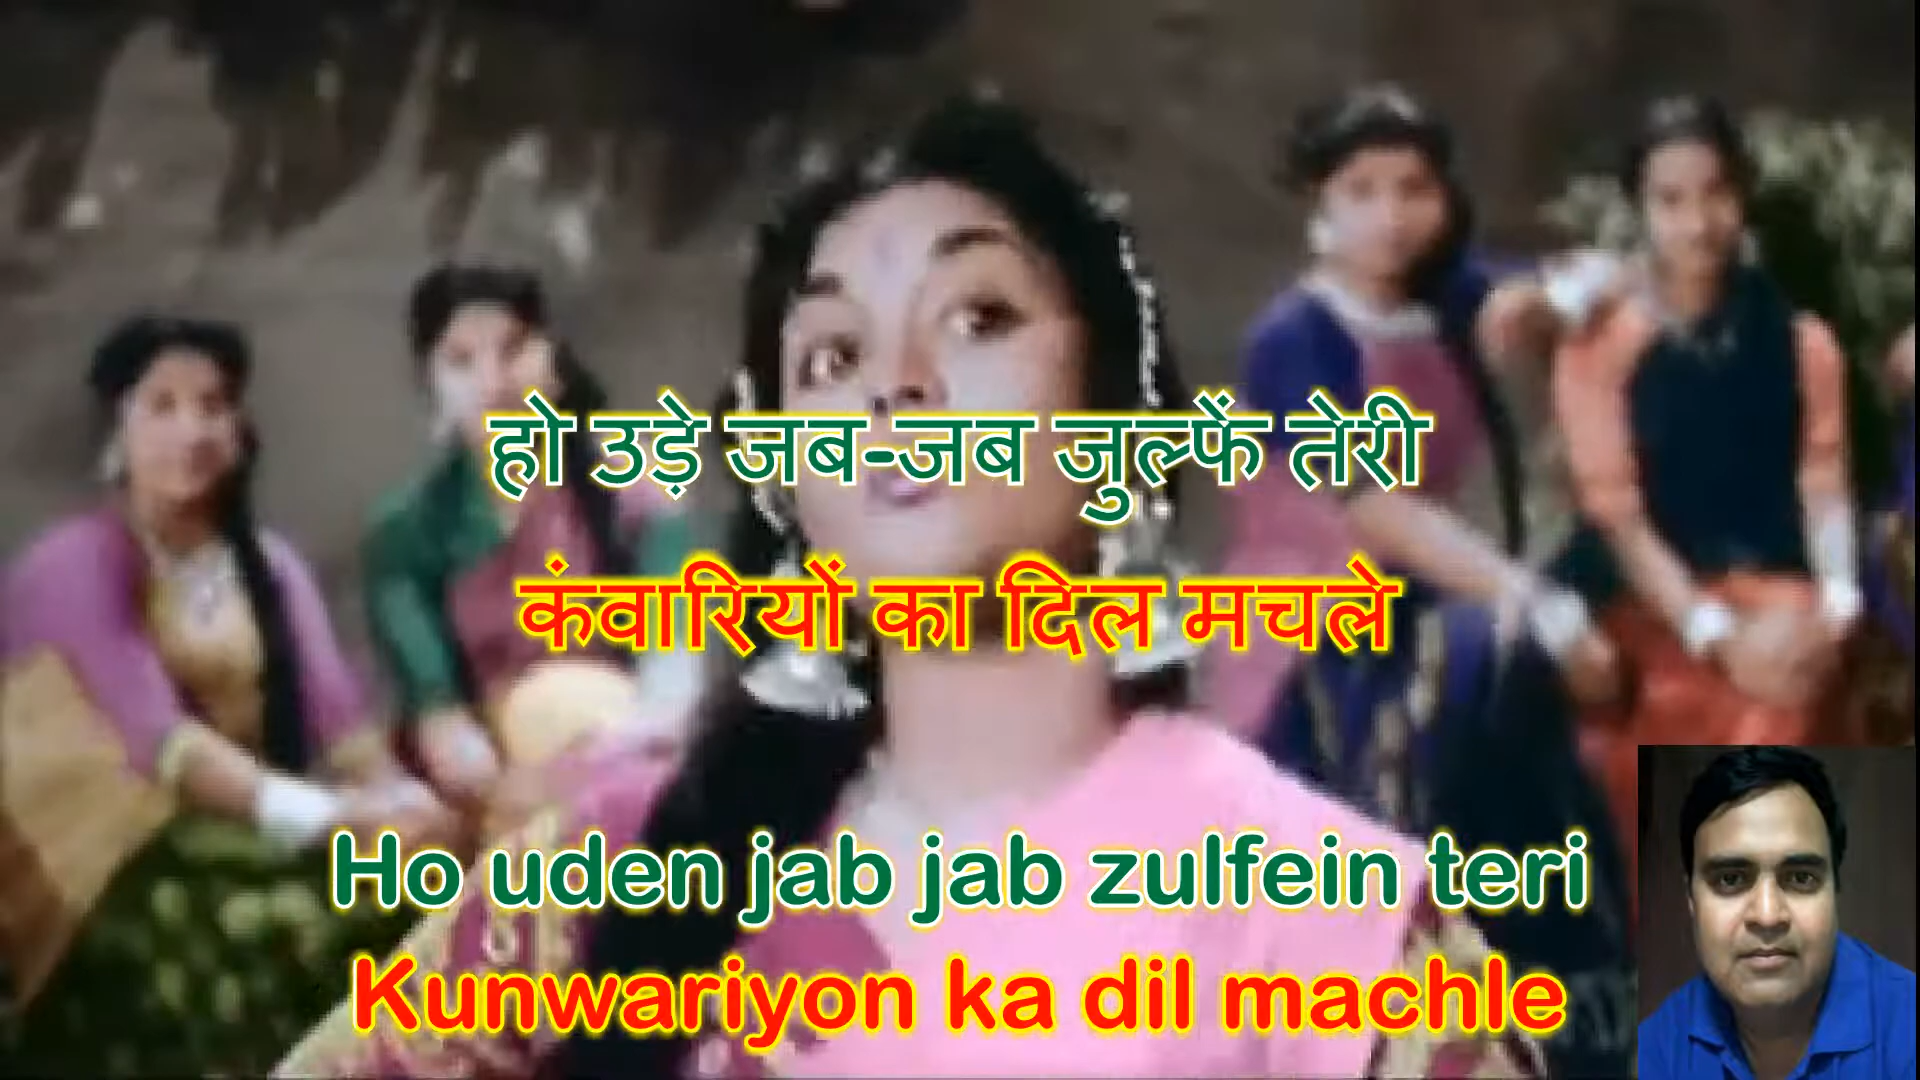 हो उड़े जब-जब जुल्फें तेरी
कंवारियों का दिल मचले
Ho uden jab jab zulfein teri
Kunwariyon ka dil machle